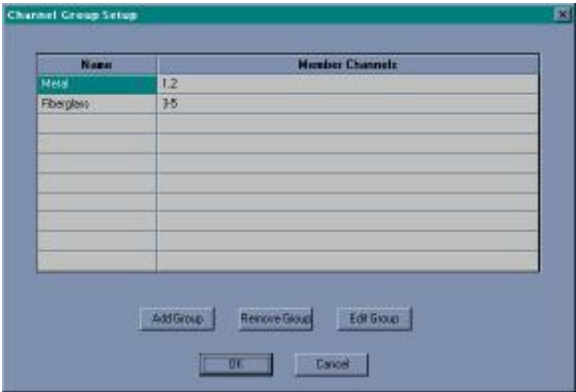 Channel Group Setup
Name Member Channels
Metal 1,2
Fiberglass 3-5
Add Group Remove Group Edit Group
OK Cancel